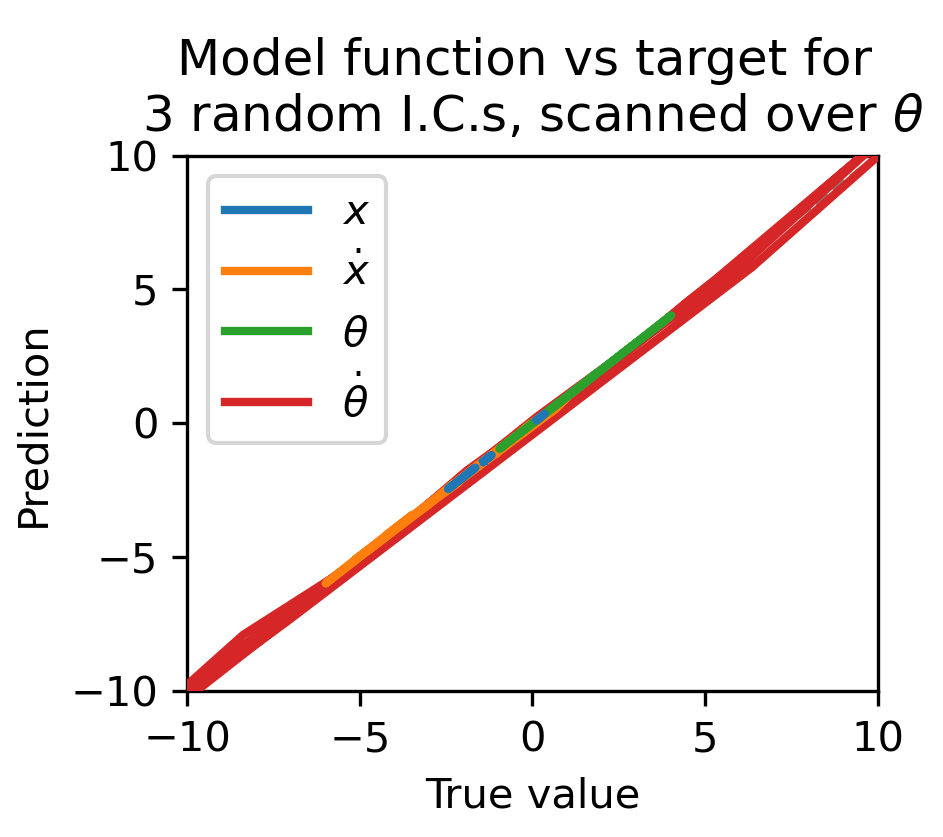 Model function vs target for
3 random I.C.s, scanned over θ
10
5
0
−5
−10
Prediction
x
ẋ
θ
θ̇
−10
−5
0
5
10
True value